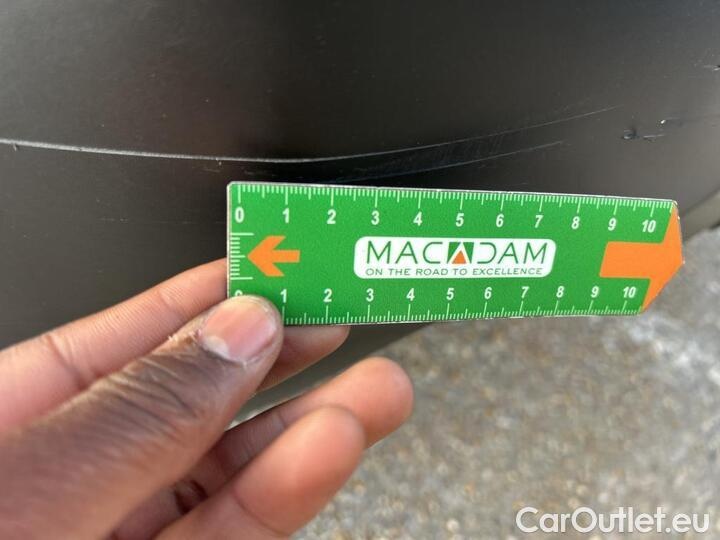 0 1 2 3 4 5 6 7 8 9 10
MACADAM
ON THE ROAD TO EXCELLENCE
1 2 3 4 5 6 7 8 9 10
CarOutlet.eu